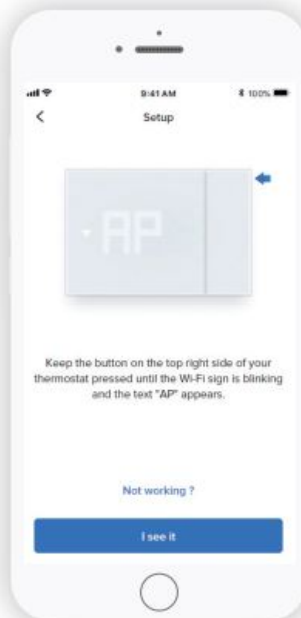 9:41 AM
100%
Setup
AP
Keep the button on the top right side of your
thermostat pressed until the Wi-Fi sign is blinking
and the text "AP" appears.
Not working ?
I see it